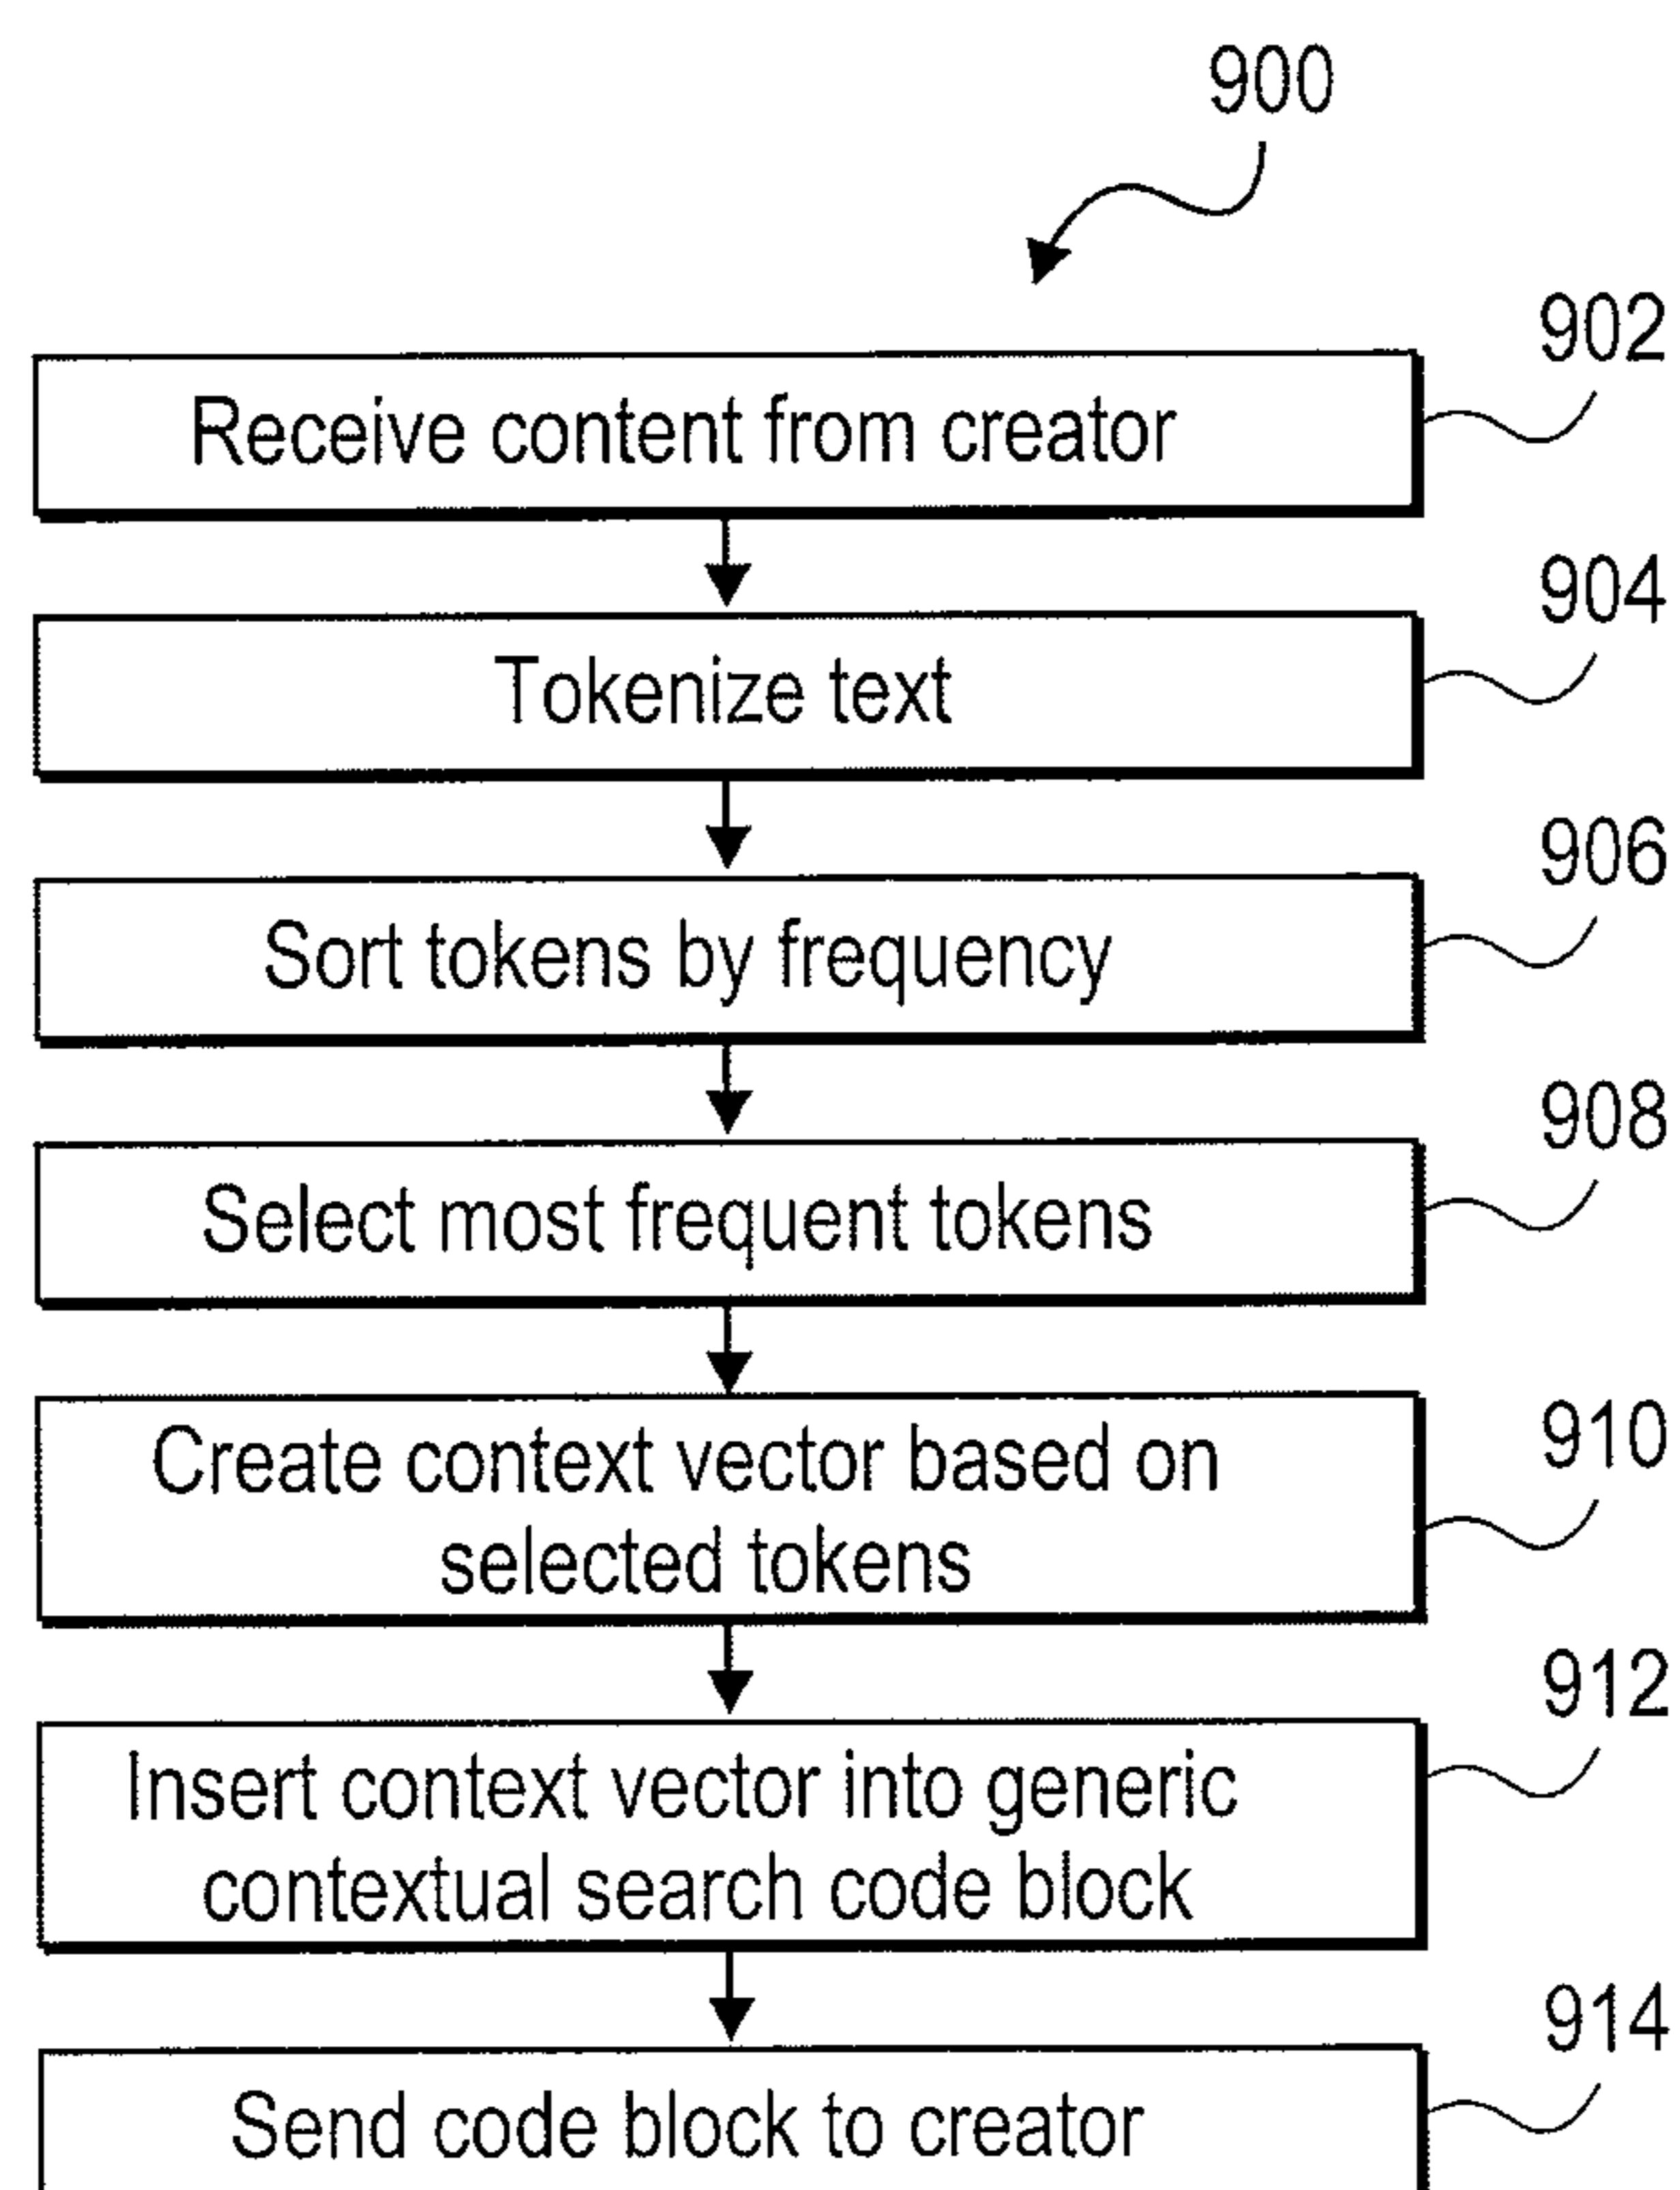 900
902
Receive content from creator
904
Tokenize text
906
Sort tokens by frequency
908
Select most frequent tokens
910
Create context vector based on
selected tokens
912
Insert context vector into generic
contextual search code block
914
Send code block to creator